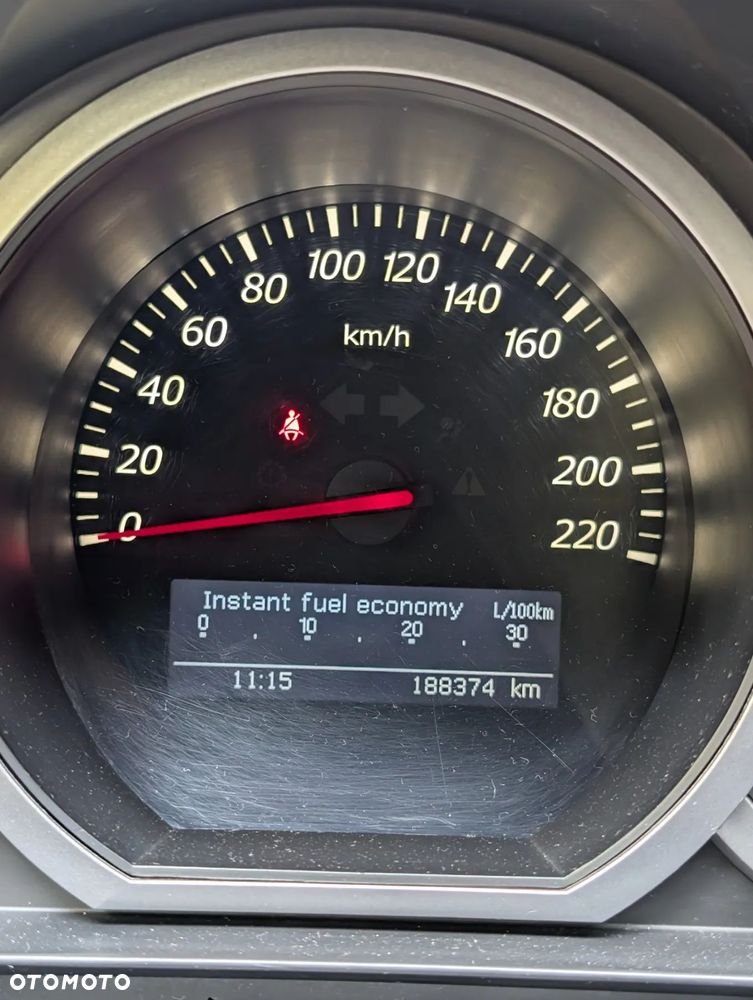 100 120
80 140
km/h
60 160
40 180
20 200
0 220
Instant fuel economy L/100km
0 . 10 . 20 . 30
11:15 188374 km
OTOMOTO